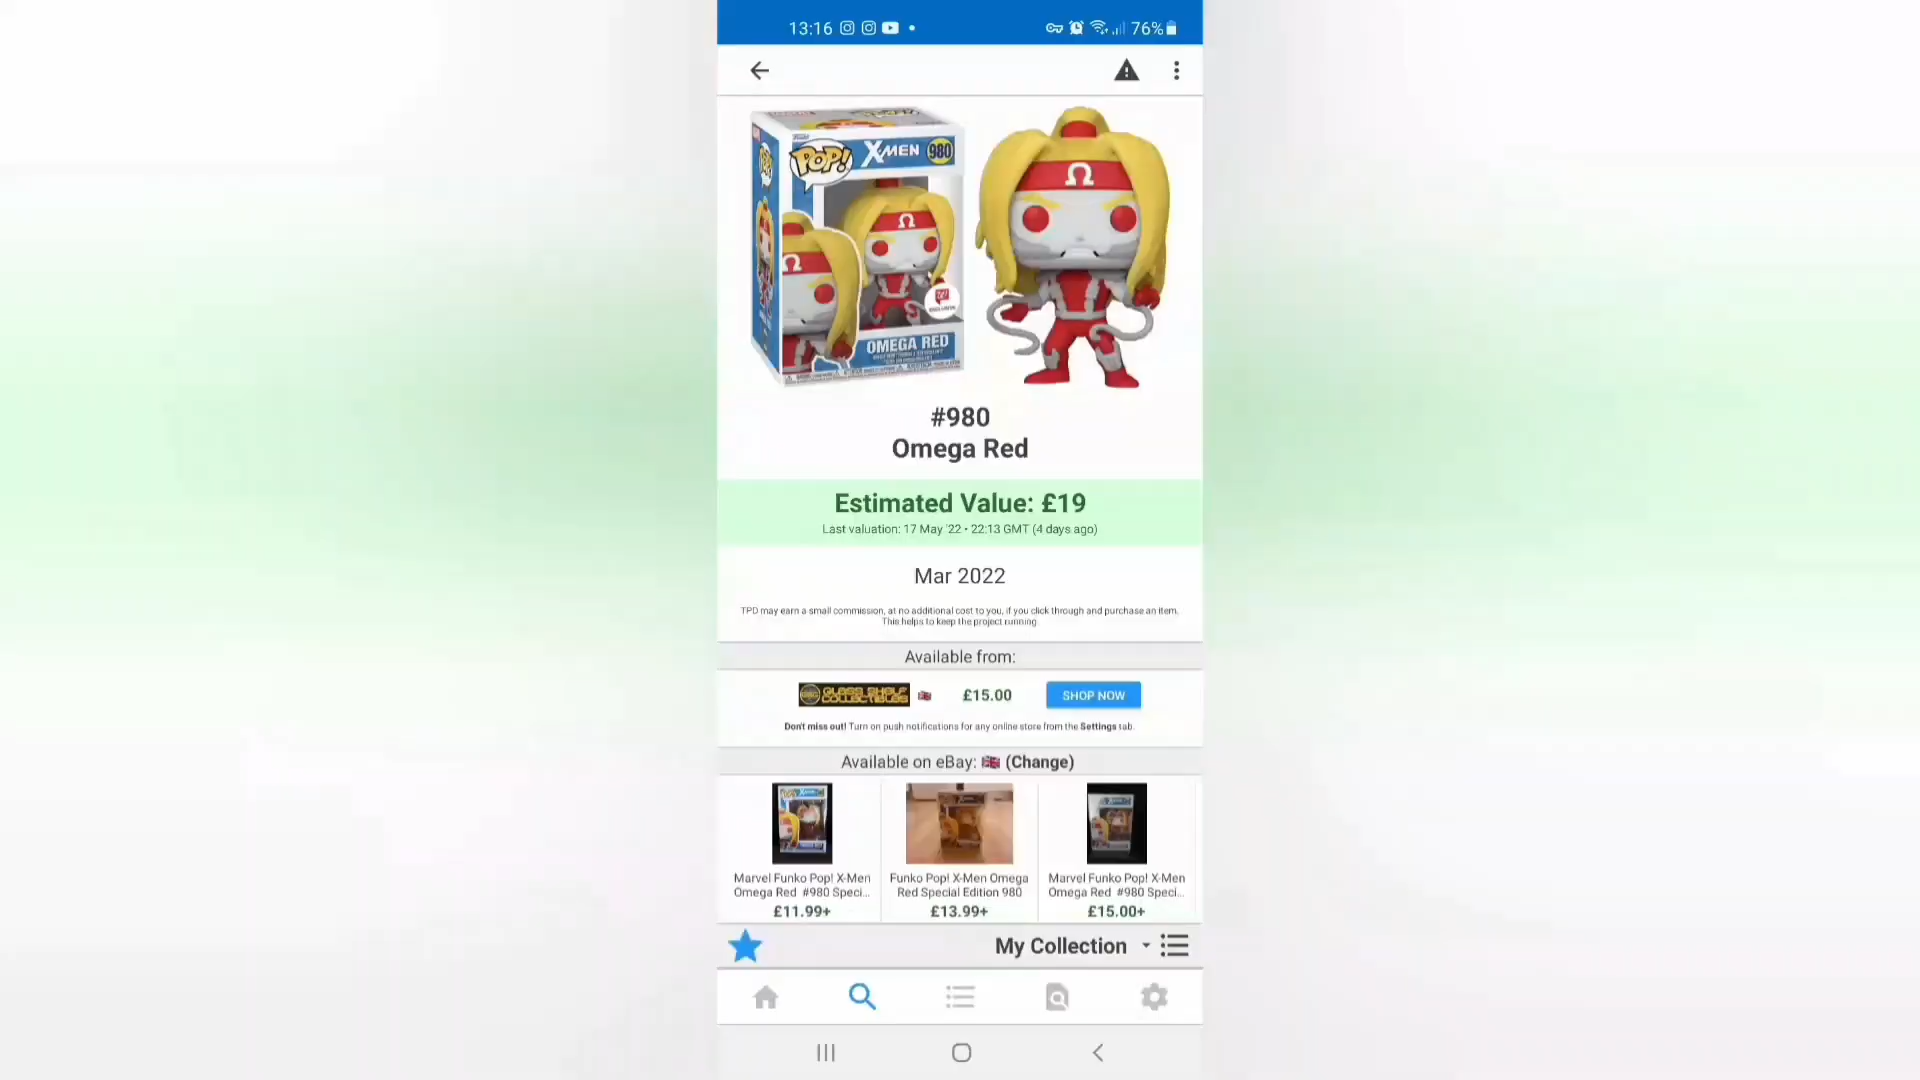 13:16
76%
POP!
X-MEN
980
OMEGA RED
#980
Omega Red
Estimated Value: £19
Last valuation: 17 May '22 • 22:13 GMT (4 days ago)
Mar 2022
TPD may earn a small commission, at no additional cost to you, if you click through and purchase an item.
This helps to keep the project running
Available from:
GLASS SHELF COLLECTIBLES £15.00 SHOP NOW
Don't miss out! Turn on push notifications for any online store from the Settings tab.
Available on eBay: (Change)
Marvel Funko Pop! X-Men
Omega Red #980 Speci...
£11.99+
Funko Pop! X-Men Omega
Red Special Edition 980
£13.99+
Marvel Funko Pop! X-Men
Omega Red #980 Speci...
£15.00+
My Collection